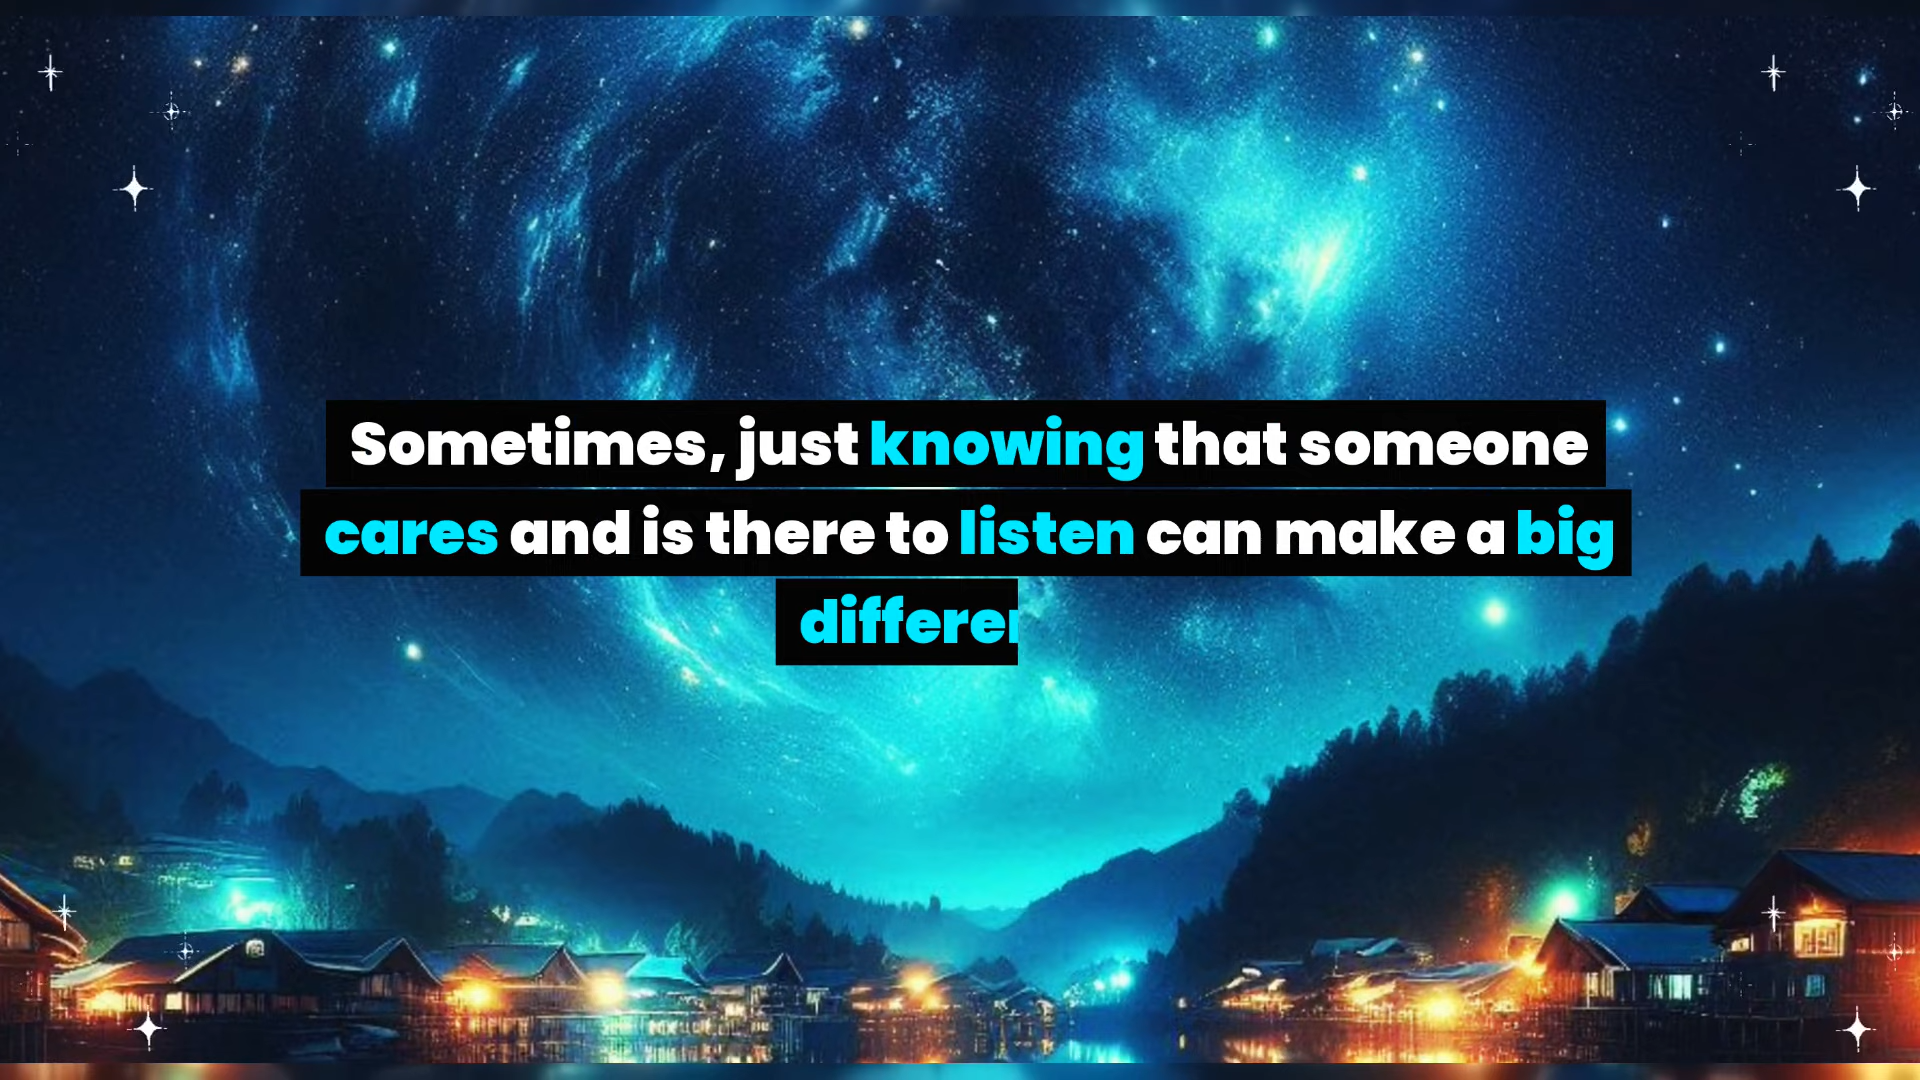 Sometimes, just knowing that someone
cares and is there to listen can make a big
differe